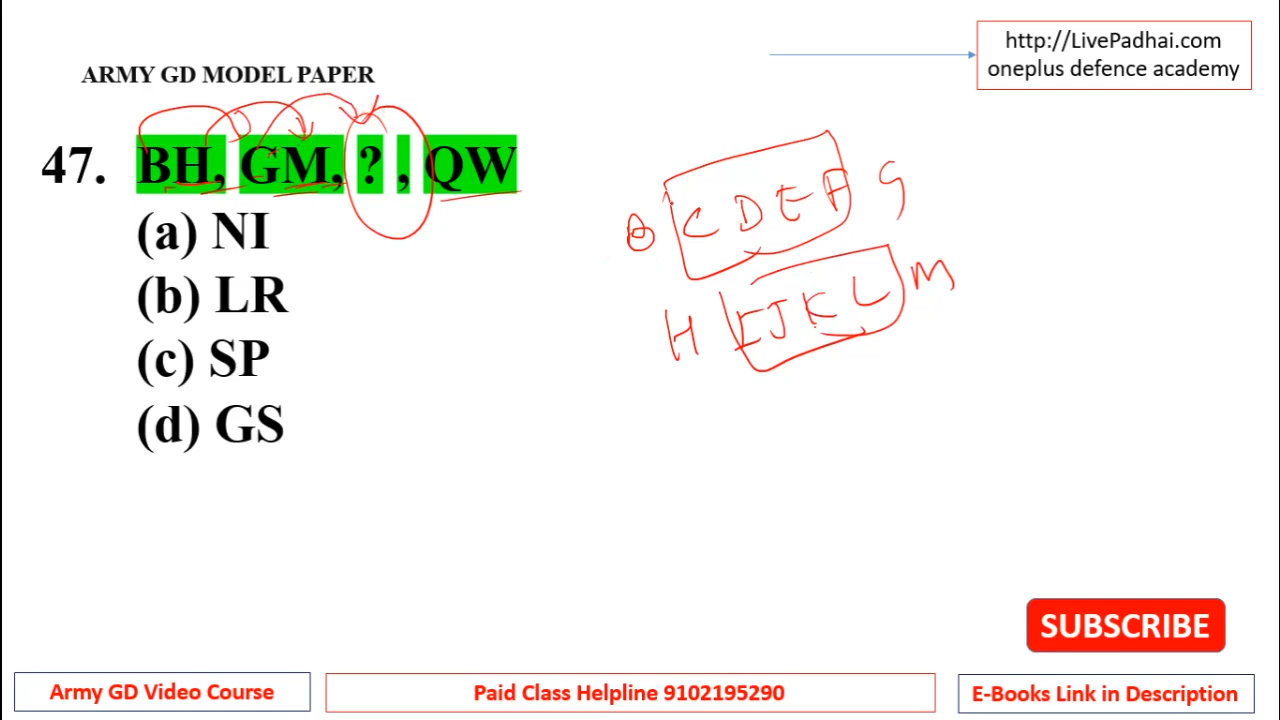 http://LivePadhai.com
oneplus defence academy
ARMY GD MODEL PAPER
47. BH, GM, ? , QW
(a) NI
(b) LR
(c) SP
(d) GS
B C D E F G
H I J K L M
SUBSCRIBE
Army GD Video Course
Paid Class Helpline 9102195290
E-Books Link in Description